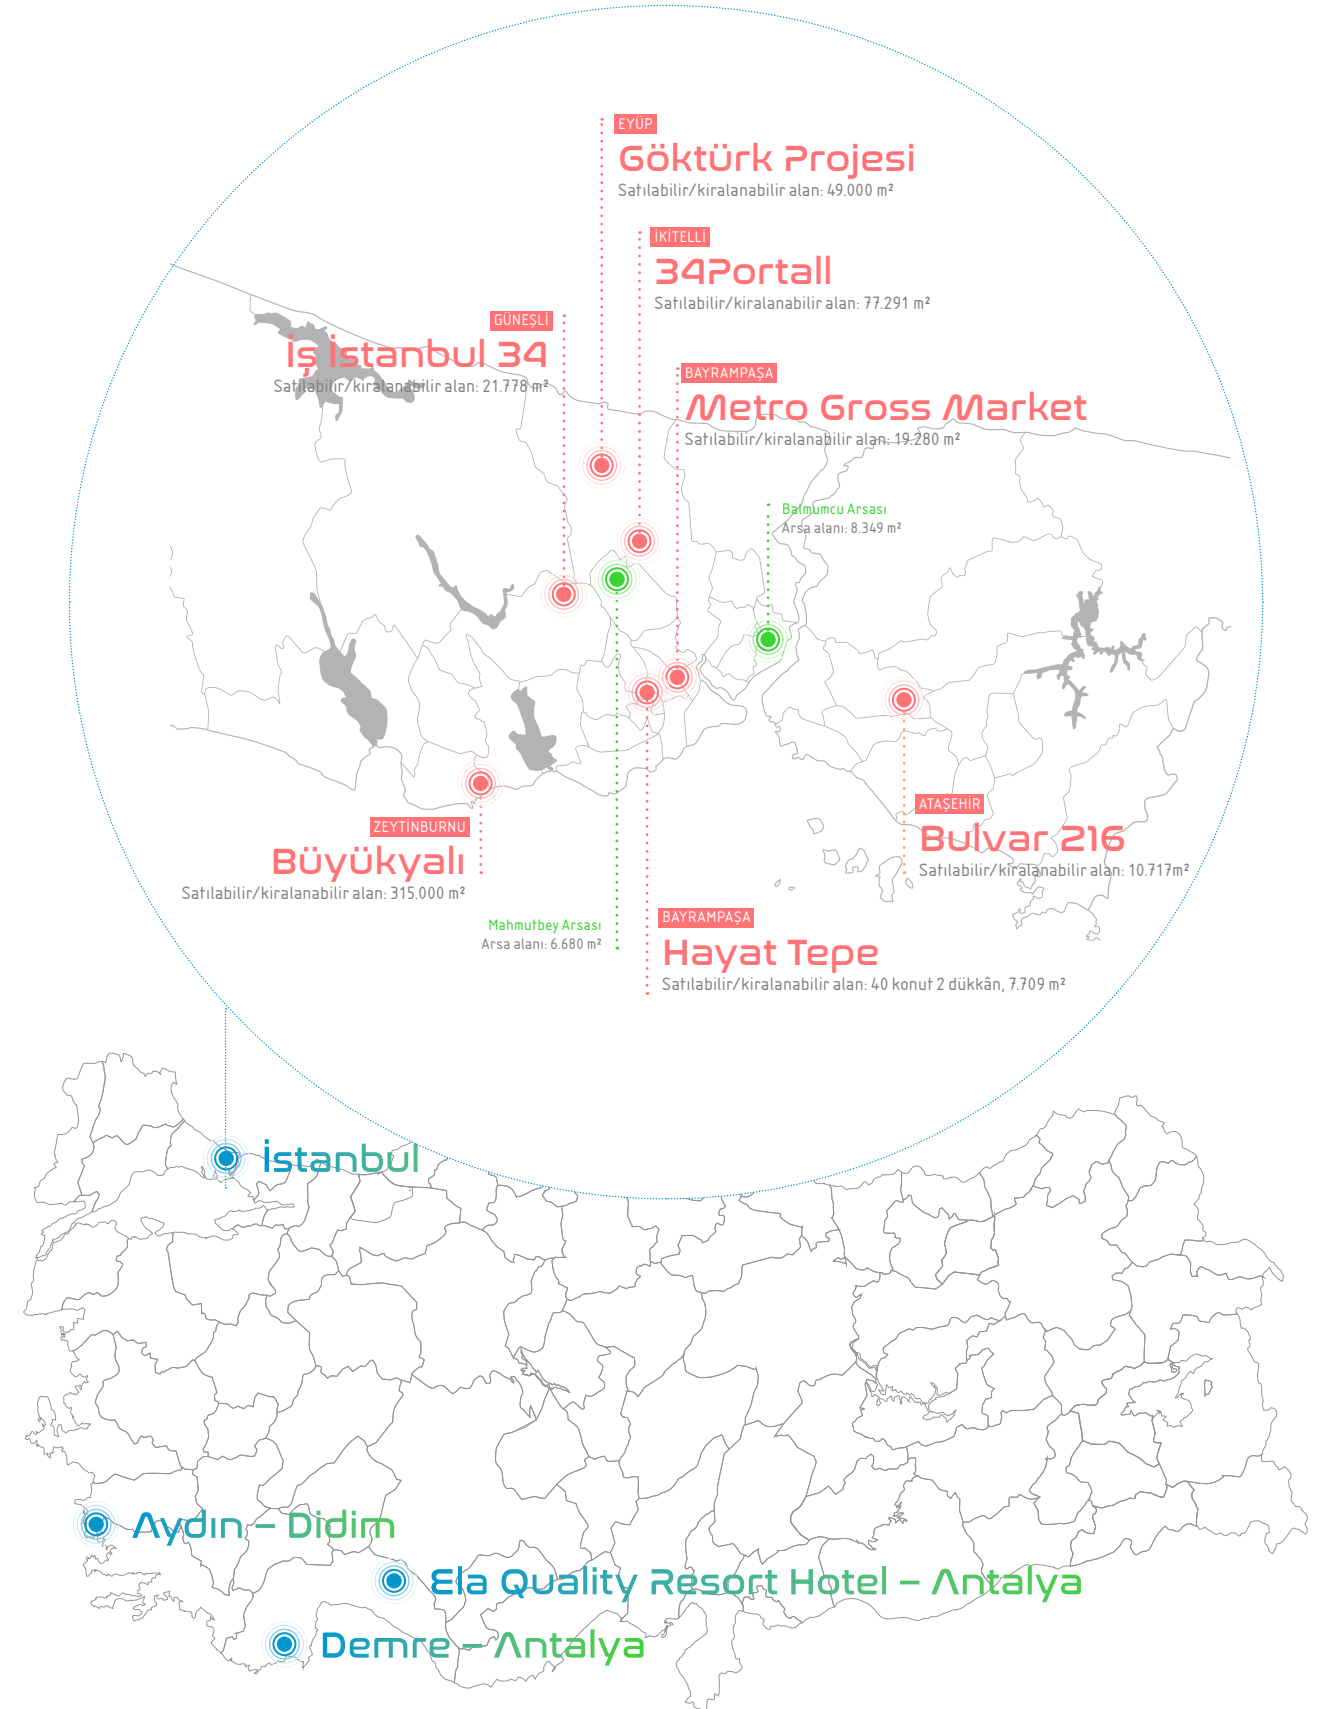 EYÜP
Göktürk Projesi
Satılabilir/kiralanabilir alan: 49.000 m²
İKİTELLİ
34Portall
Satılabilir/kiralanabilir alan: 77.291 m²
GÜNEŞLİ
İş İstanbul 34
Satılabilir/kiralanabilir alan: 21.778 m²
BAYRAMPAŞA
Metro Gross Market
Satılabilir/kiralanabilir alan: 19.280 m²
Balmumcu Arsası
Arsa alanı: 8.349 m²
ATAŞEHİR
Bulvar 216
Satılabilir/kiralanabilir alan: 10.717m²
ZEYTİNBURNU
Büyükyalı
Satılabilir/kiralanabilir alan: 315.000 m²
Mahmutbey Arsası
Arsa alanı: 6.680 m²
BAYRAMPAŞA
Hayat Tepe
Satılabilir/kiralanabilir alan: 40 konut 2 dükkân, 7.709 m²
İstanbul
Aydın – Didim
Ela Quality Resort Hotel – Antalya
Demre – Antalya